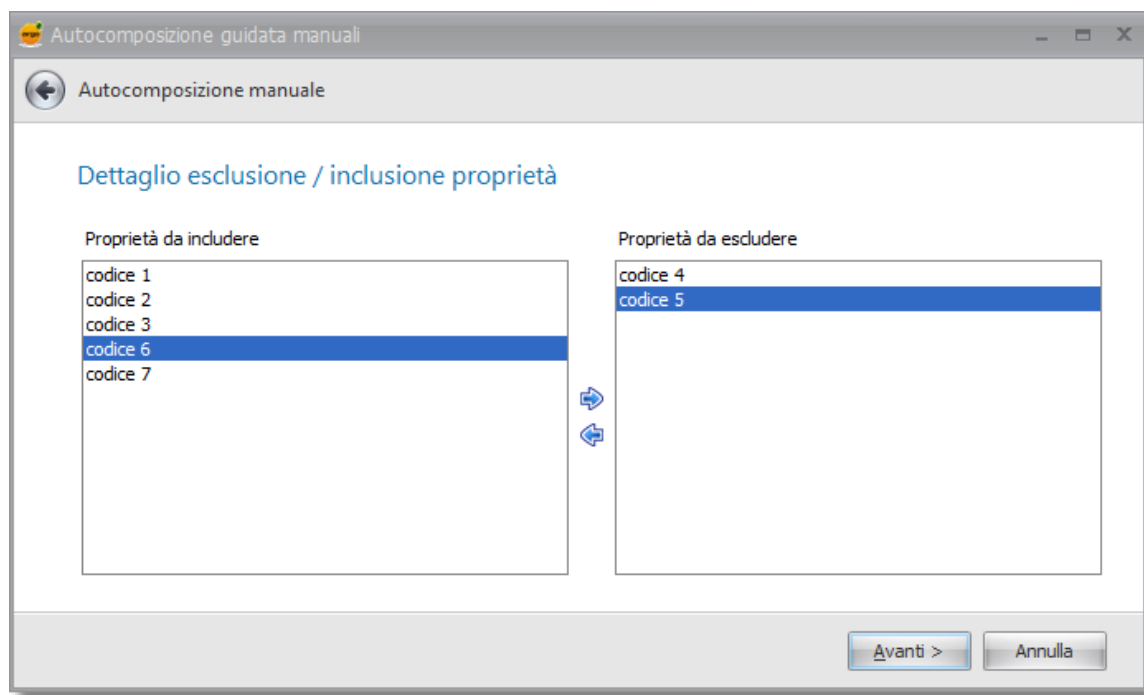 Autocomposizione guidata manuali
Autocomposizione manuale
Dettaglio esclusione / inclusione proprietà
Proprietà da includere
codice 1
codice 2
codice 3
codice 6
codice 7
Proprietà da escludere
codice 4
codice 5
Avanti >
Annulla